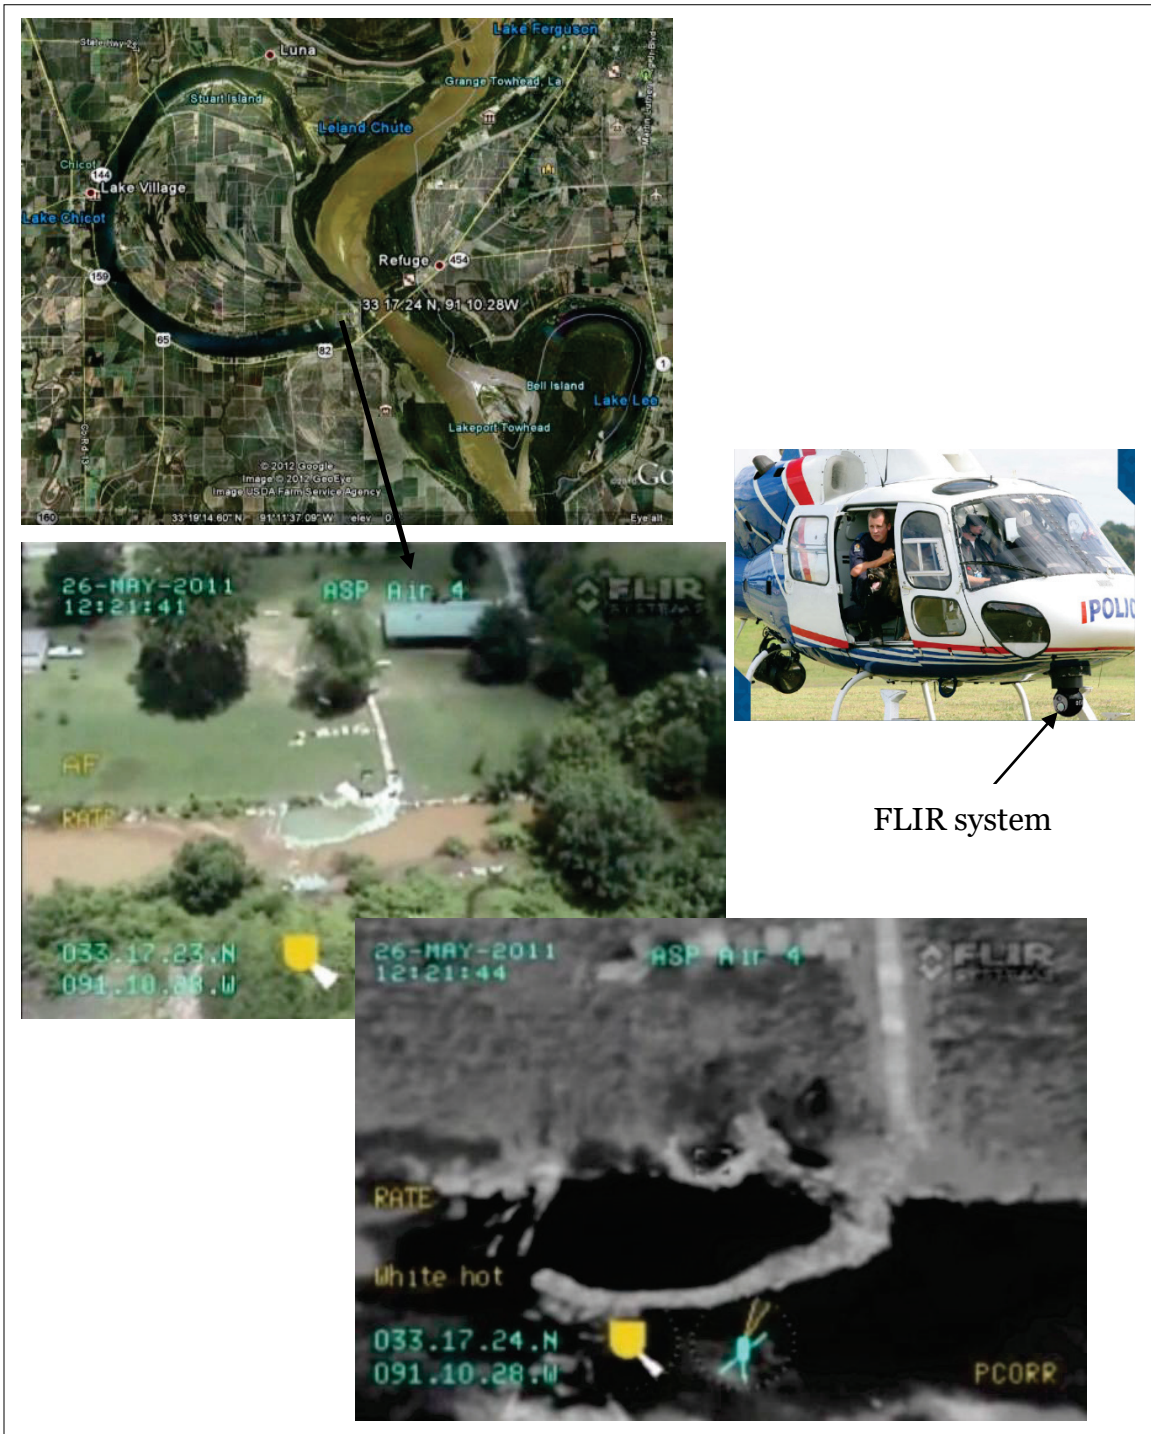 Lake Ferguson
State Hwy 2
Luna
Grange Towhead, La
Stuart Island
Leland Chute
Chicot
144
Lake Village
Lake Chicot
Refuge
454
159
33 17.24 N, 91 10.28W
65
82
1
Bell Island
Lake Lee
Lakeport Towhead
© 2012 Google
Image © 2012 GeoEye
Image USDA Farm Service Agency
Go
160
33°19'14.60" N 91°11'37.09" W elev 0
Eye alt
26-MAY-2011
12:21:41
ASP Air 4
FLIR
SYSTEMS
AF
RATE
033.17.23.N
091.10.28.W
POLIC
FLIR system
26-MAY-2011
12:21:44
ASP Air 4
FLIR
SYSTEMS
RATE
White hot
033.17.24.N
091.10.28.W
PCORR